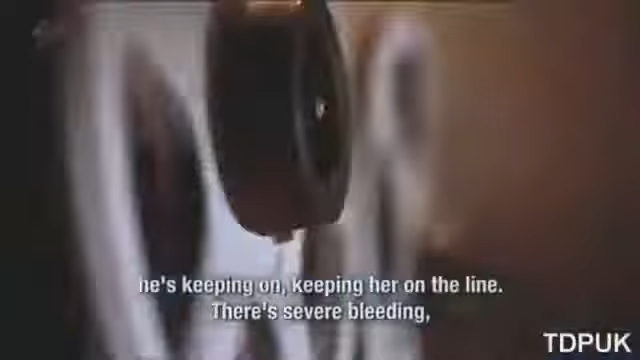 he's keeping on, keeping her on the line.
There's severe bleeding,
TDPUK